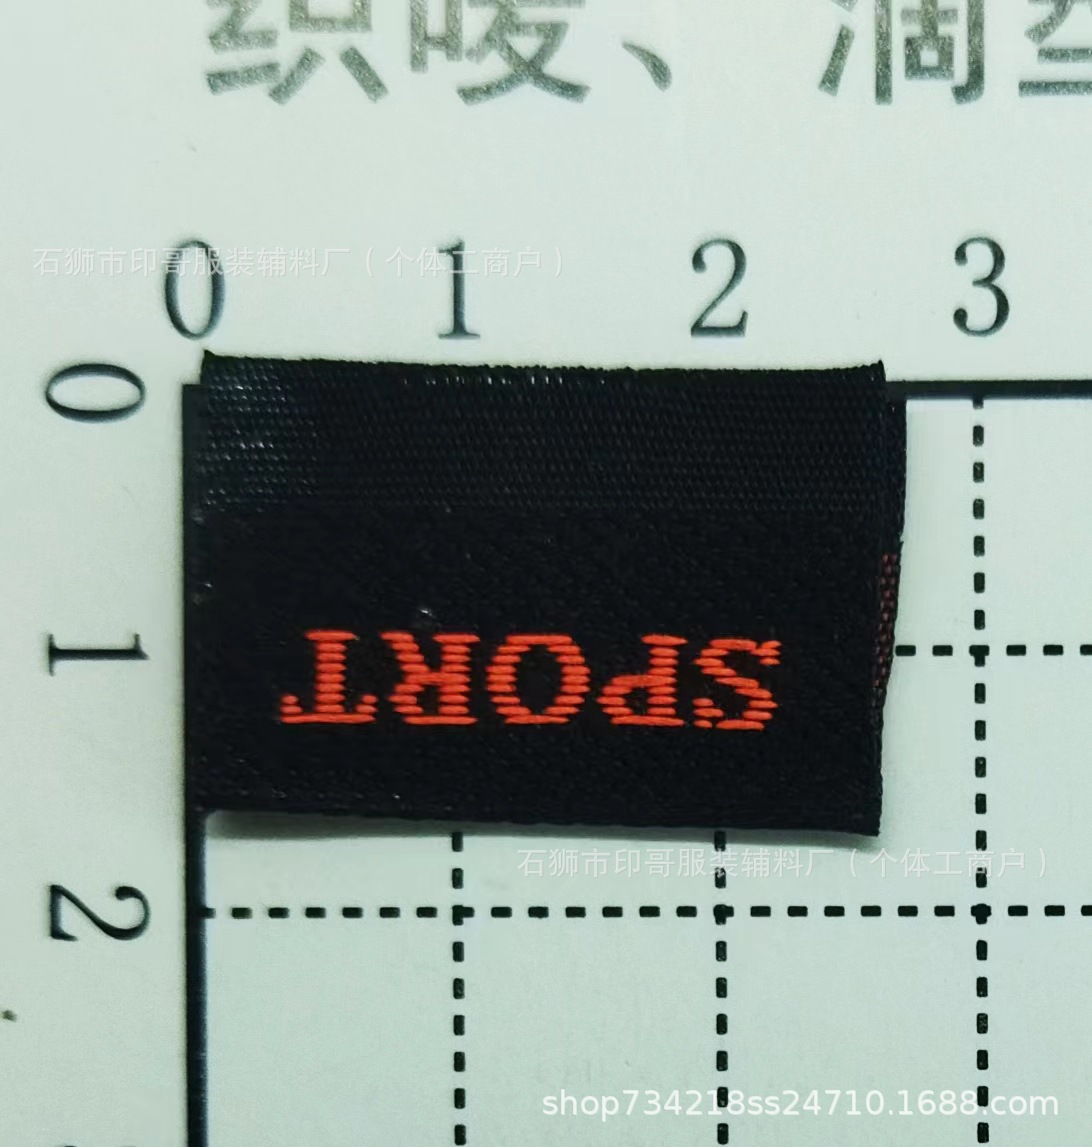 织唛、滴
石狮市印哥服装辅料厂（个体工商户）
0 1 2 3
0
1
2
SPORT
石狮市印哥服装辅料厂（个体工商户）
shop734218ss24710.1688.com